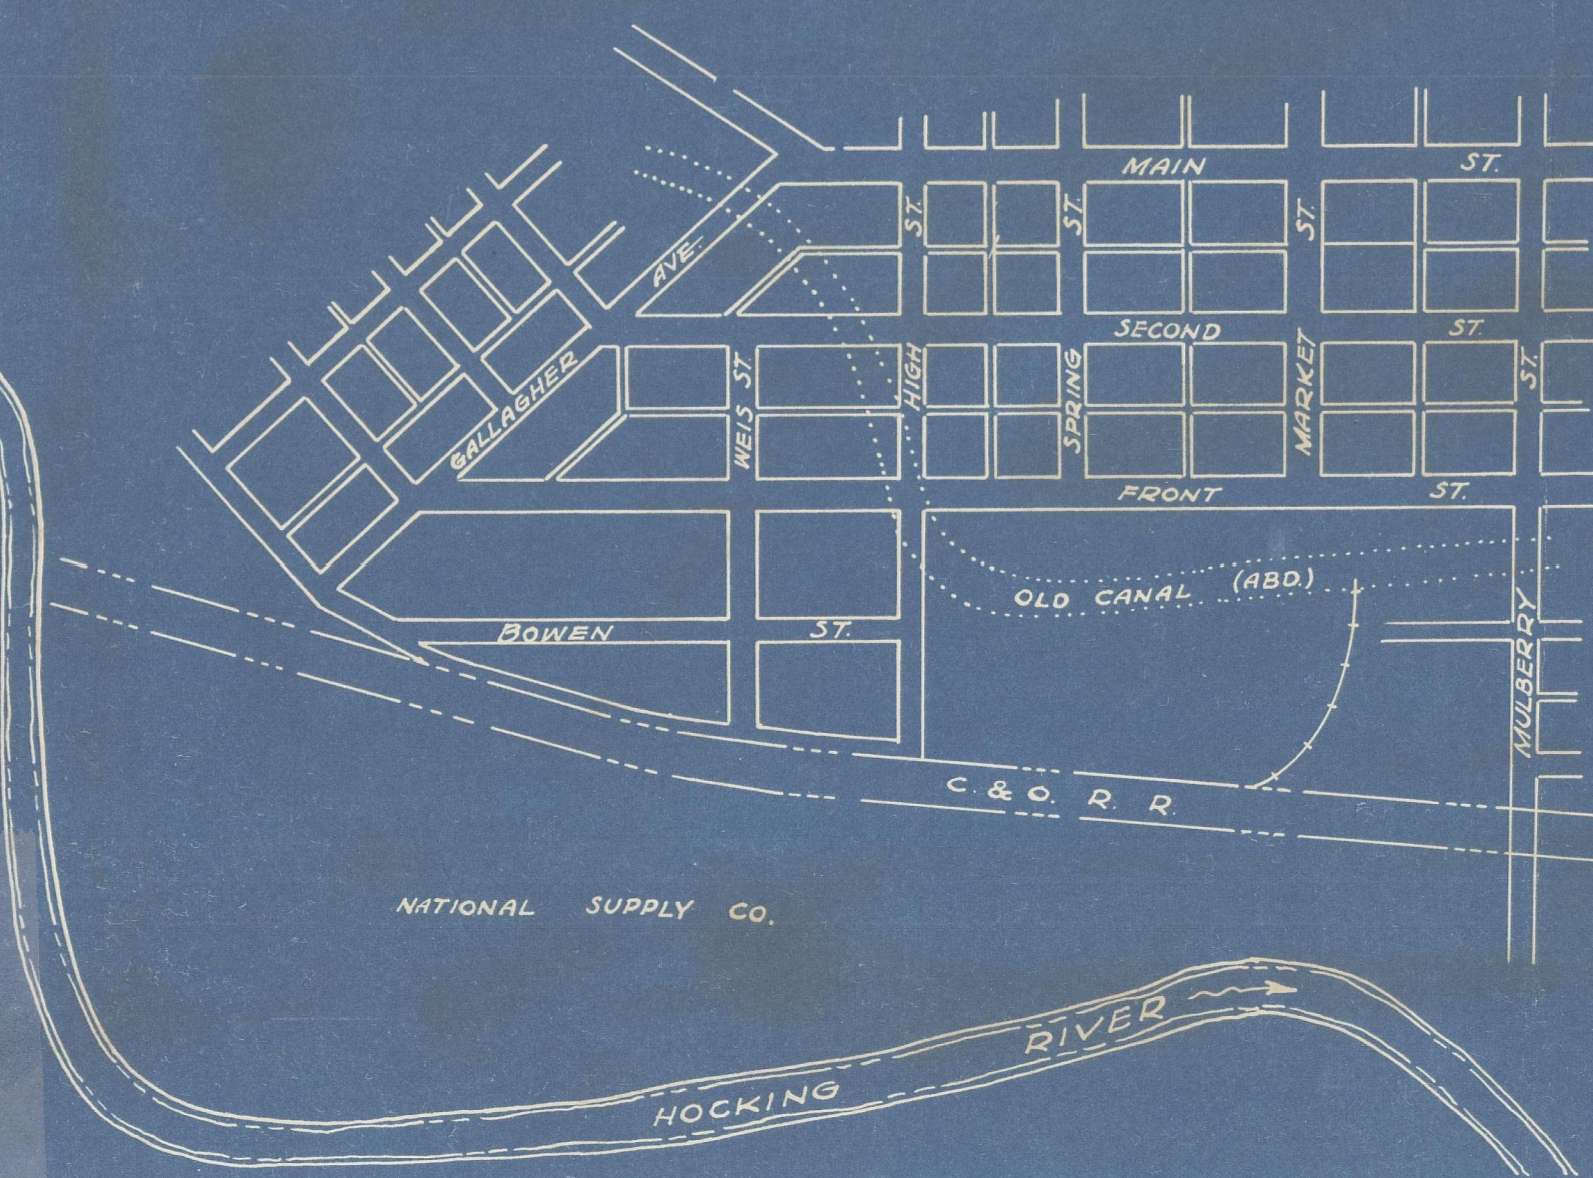 MAIN ST.
ST.
ST.
ST.
AVE.
SECOND ST.
GALLAGHER
WEIS ST.
HIGH
SPRING
MARKET
ST.
FRONT ST.
OLD CANAL (ABD.)
BOWEN ST.
MULBERRY
C. & O. R. R.
NATIONAL SUPPLY CO.
HOCKING RIVER